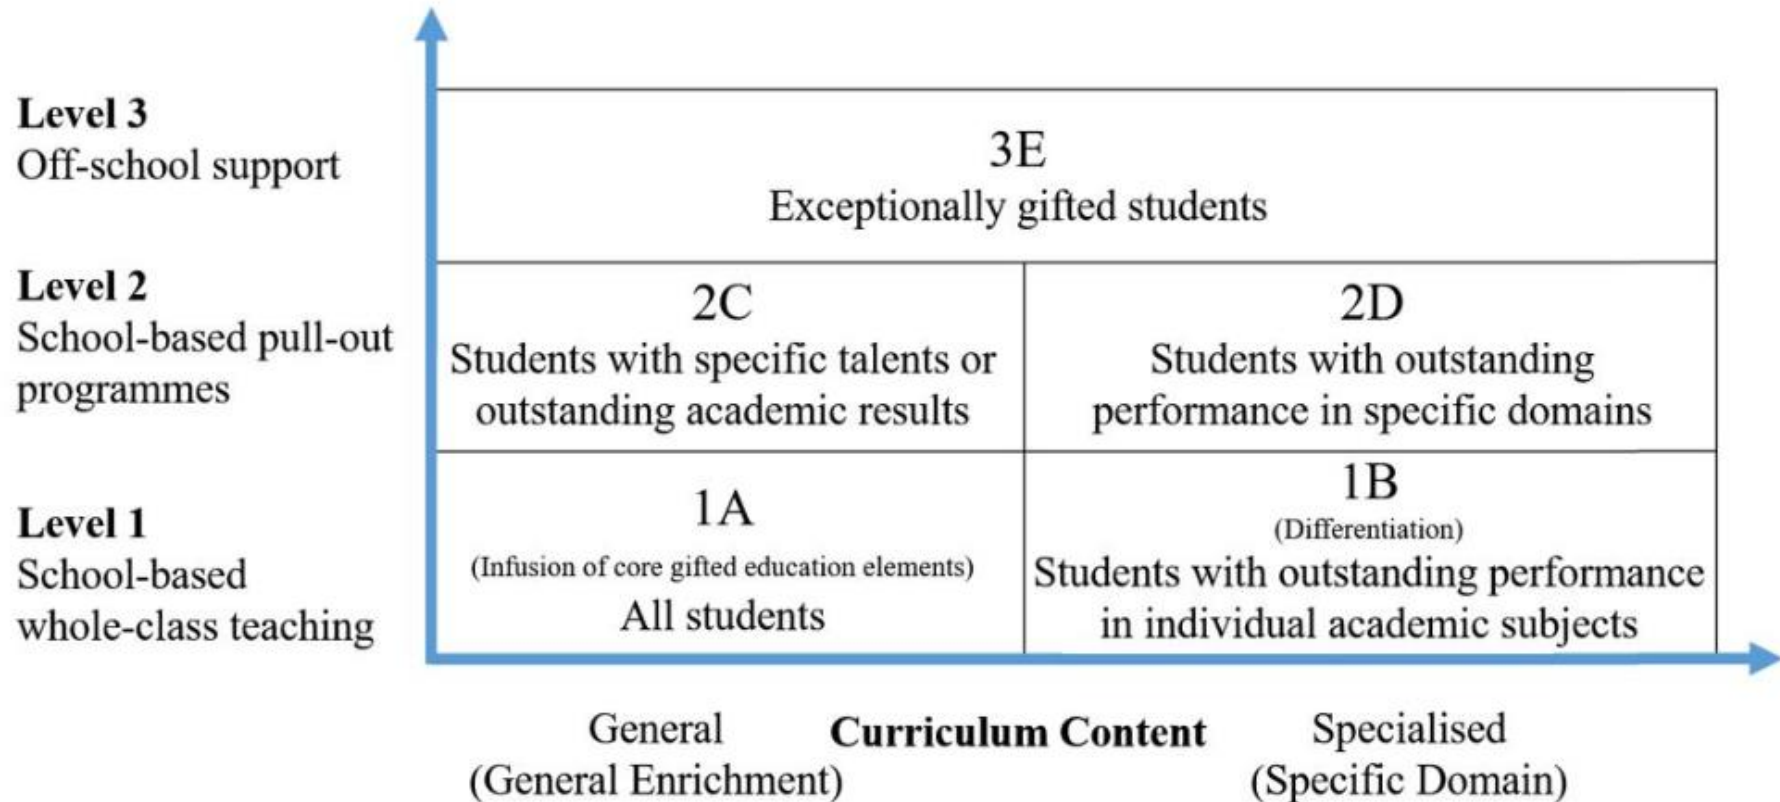 Level 3
Off-school support
3E
Exceptionally gifted students
Level 2
School-based pull-out
programmes
2C
Students with specific talents or
outstanding academic results
2D
Students with outstanding
performance in specific domains
Level 1
School-based
whole-class teaching
1A
(Infusion of core gifted education elements)
All students
1B
(Differentiation)
Students with outstanding performance
in individual academic subjects
General
(General Enrichment)
Curriculum Content
Specialised
(Specific Domain)